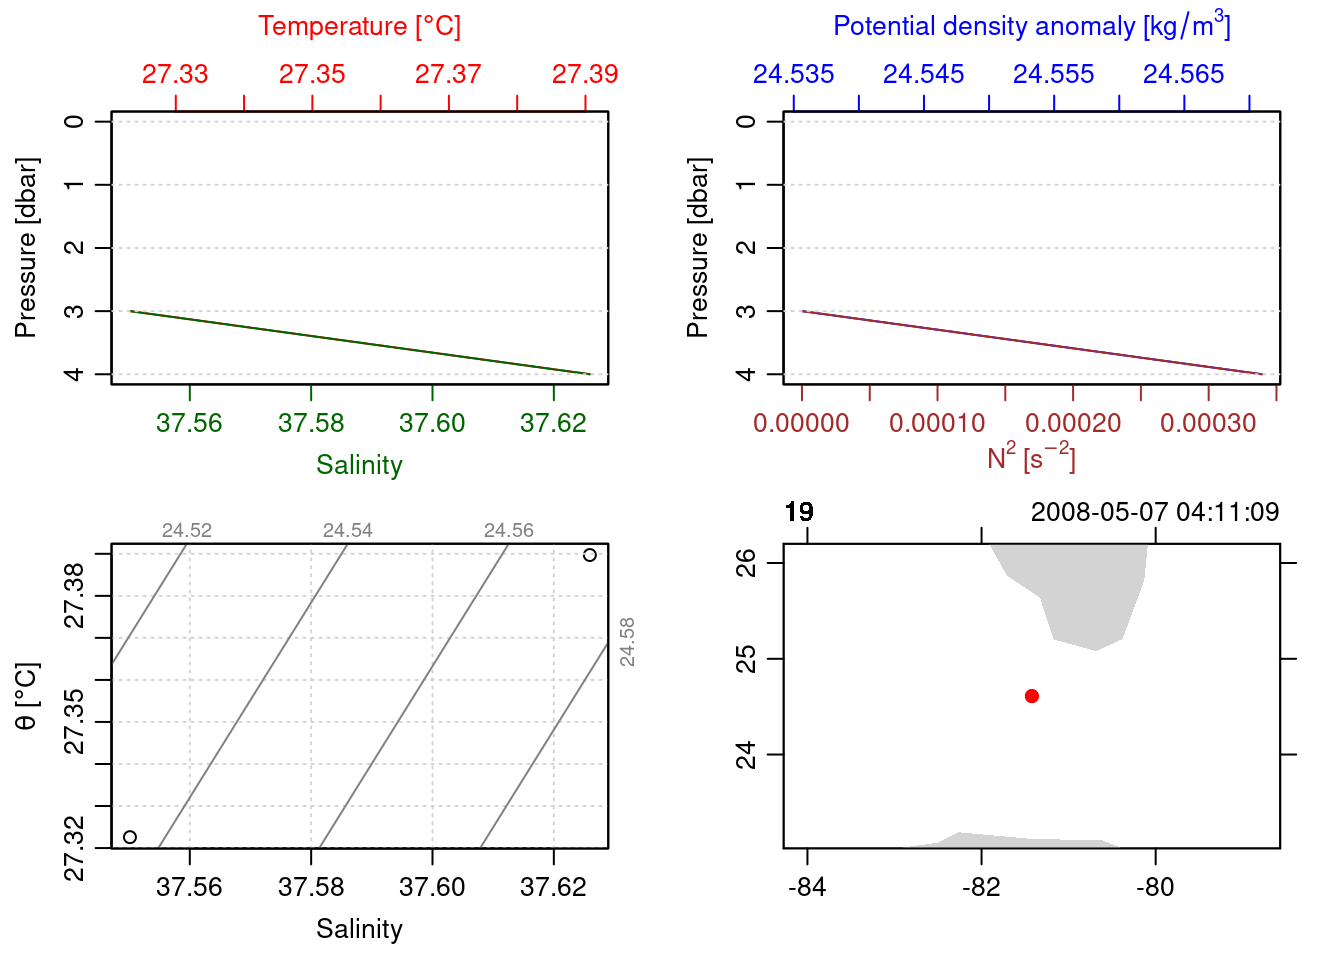 Temperature [°C]
27.33 27.35 27.37 27.39
Pressure [dbar]
0
1
2
3
4
37.56 37.58 37.60 37.62
Salinity
Potential density anomaly [kg/m³]
24.535 24.545 24.555 24.565
Pressure [dbar]
0
1
2
3
4
0.00000 0.00010 0.00020 0.00030
N² [s⁻²]
24.52 24.54 24.56
24.58
θ [°C]
27.38
27.35
27.32
37.56 37.58 37.60 37.62
Salinity
19 2008-05-07 04:11:09
26
25
24
-84 -82 -80